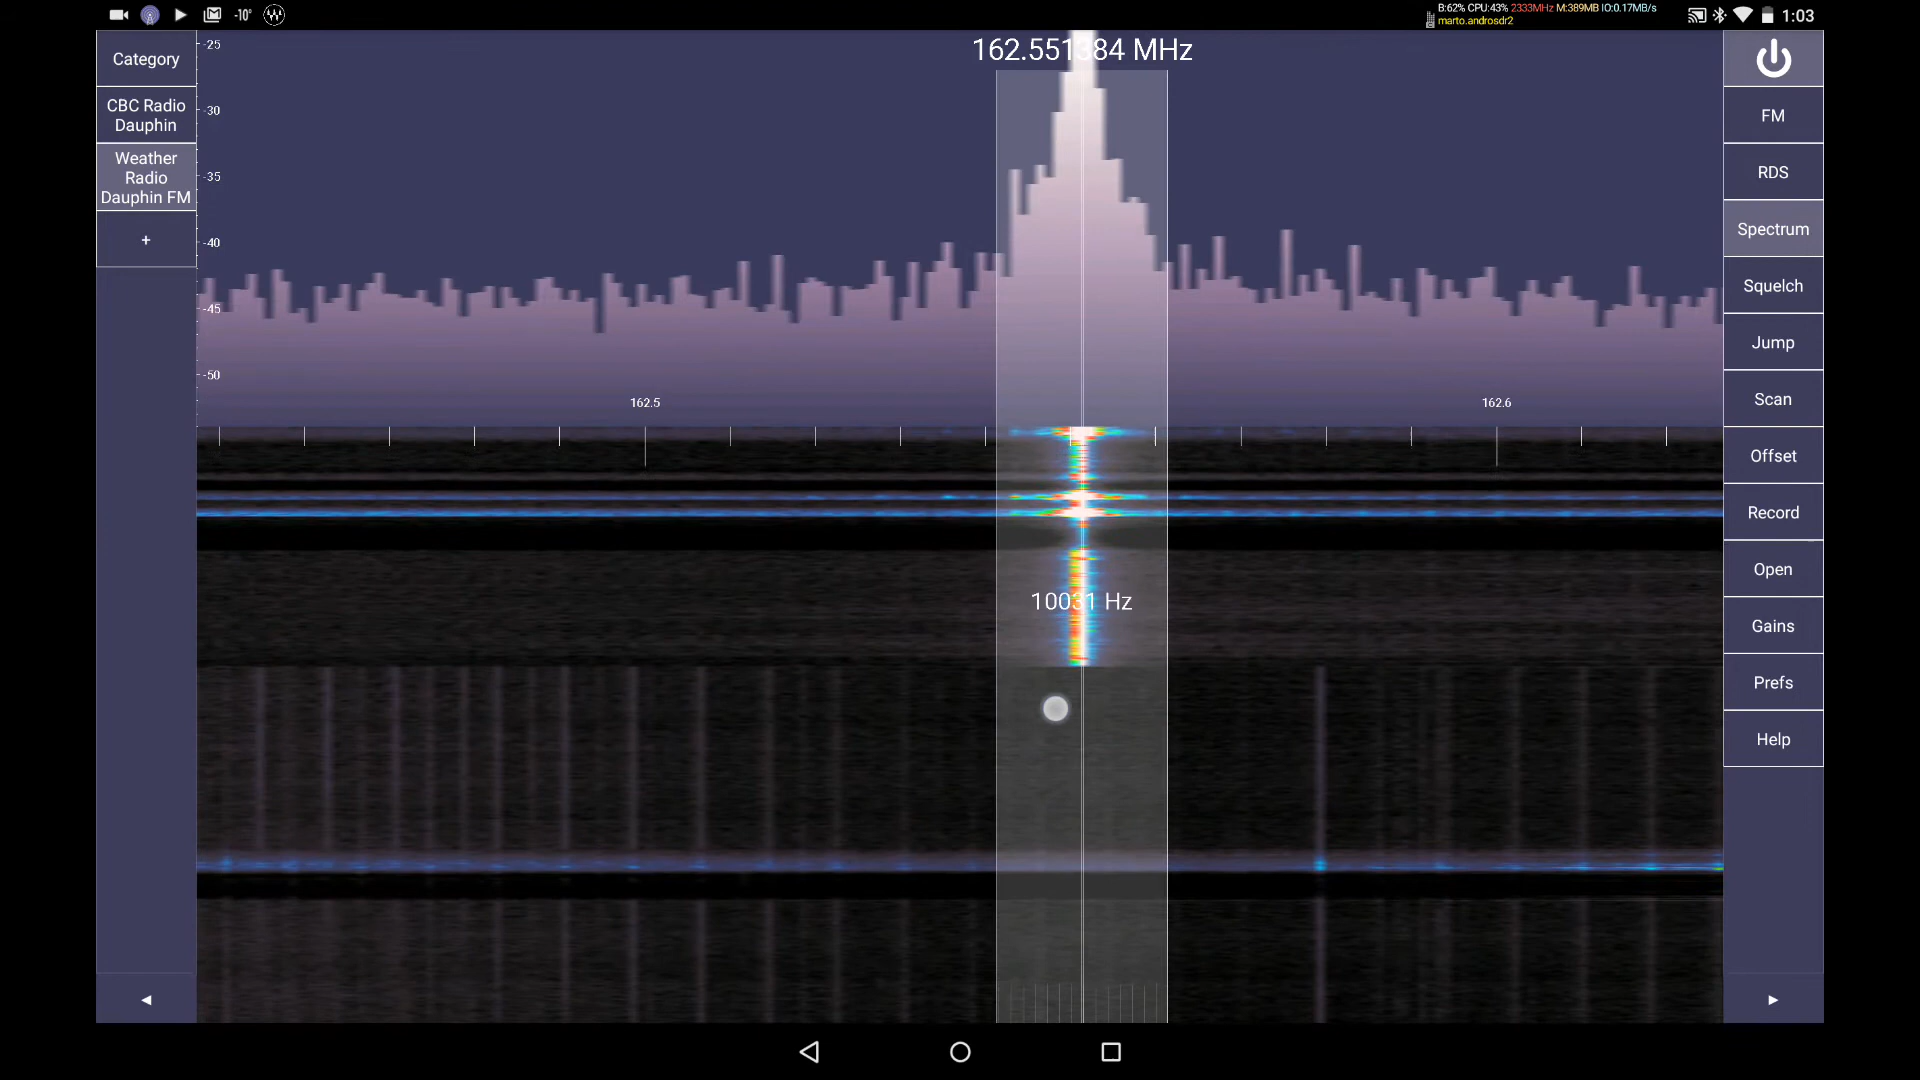 -10°
B:62% CPU:43% 2333MHz M:389MB IO:0.17MB/s
marto.androsdr2
1:03
Category
CBC Radio
Dauphin
Weather
Radio
Dauphin FM
+
162.551384 MHz
-25
-30
-35
-40
-45
-50
162.5
162.6
10031 Hz
FM
RDS
Spectrum
Squelch
Jump
Scan
Offset
Record
Open
Gains
Prefs
Help